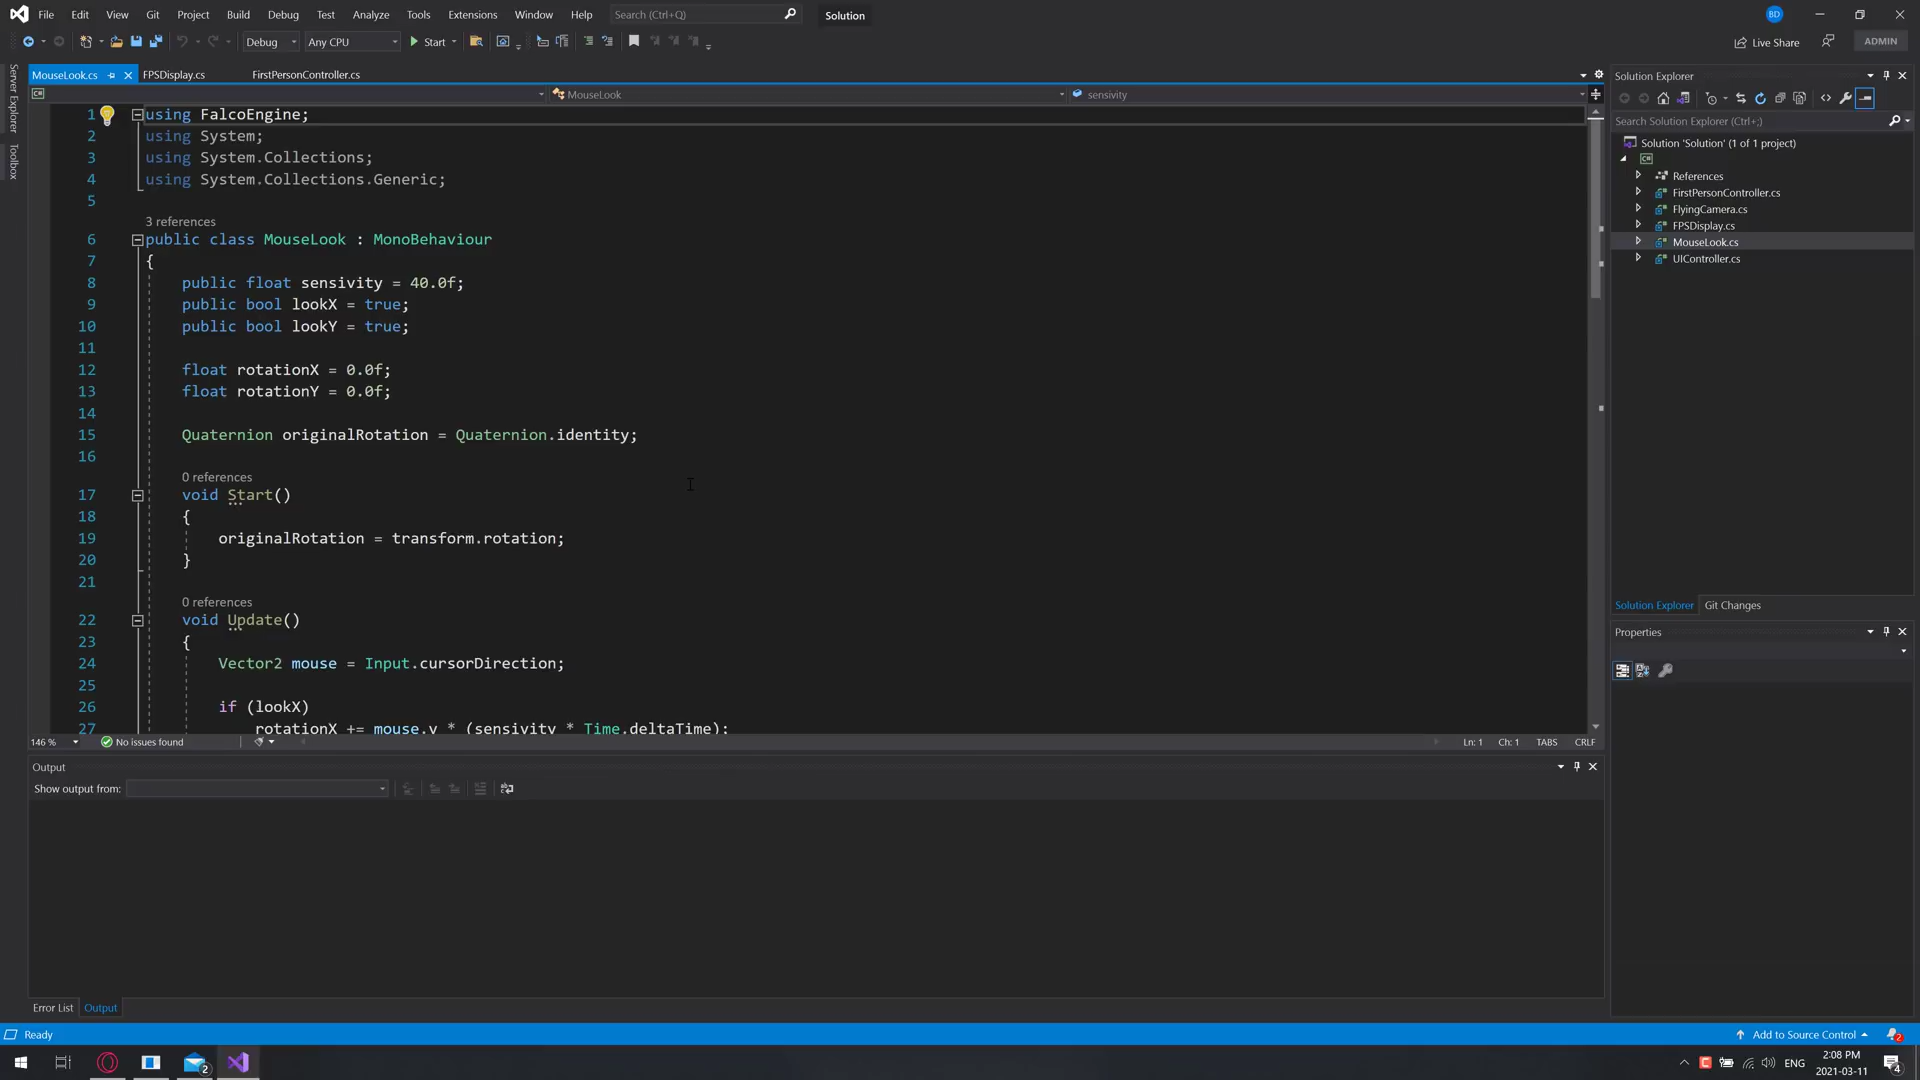 File Edit View Git Project Build Debug Test Analyze Tools Extensions Window Help Search (Ctrl+Q) Solution BD
Debug Any CPU Start Live Share ADMIN
Server Explorer
Toolbox
MouseLook.cs FPSDisplay.cs FirstPersonController.cs
MouseLook sensivity
1 using FalcoEngine;
2 using System;
3 using System.Collections;
4 using System.Collections.Generic;
5
3 references
6 public class MouseLook : MonoBehaviour
7 {
8 public float sensivity = 40.0f;
9 public bool lookX = true;
10 public bool lookY = true;
11
12 float rotationX = 0.0f;
13 float rotationY = 0.0f;
14
15 Quaternion originalRotation = Quaternion.identity;
16
0 references
17 void Start()
18 {
19 originalRotation = transform.rotation;
20 }
21
0 references
22 void Update()
23 {
24 Vector2 mouse = Input.cursorDirection;
25
26 if (lookX)
27 rotationX += mouse.y * (sensivity * Time.deltaTime);
146 % No issues found Ln: 1 Ch: 1 TABS CRLF
Output
Show output from:
Error List Output
Solution Explorer
Search Solution Explorer (Ctrl+;)
Solution 'Solution' (1 of 1 project)
C#
References
FirstPersonController.cs
FlyingCamera.cs
FPSDisplay.cs
MouseLook.cs
UIController.cs
Solution Explorer Git Changes
Properties
Ready Add to Source Control 2
2 ENG 2:08 PM 4
2021-03-11